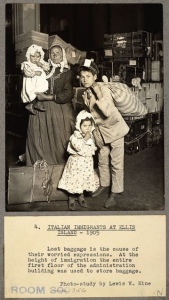 4. ITALIAN IMMIGRANTS AT ELLIS
ISLAND - 1905
Lost baggage is the cause of
their worried expressions. At the
height of immigration the entire
first floor of the administration
building was used to store baggage.
Photo-study by Lewis W. Hine
ROOM